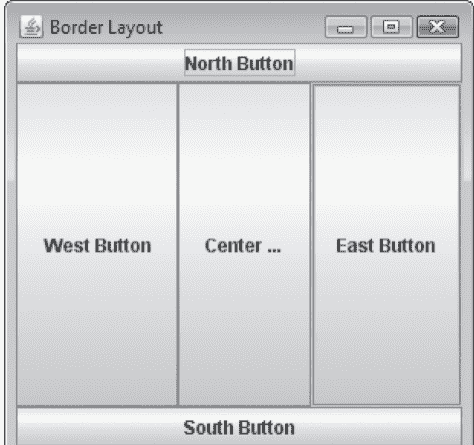 Border Layout
North Button
West Button
Center ...
East Button
South Button